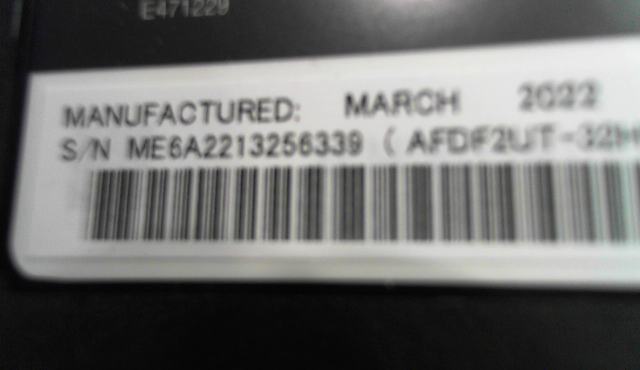 E471229
MANUFACTURED: MARCH 2022
S/N ME6A2213256339 ( AFDF2UT-32H